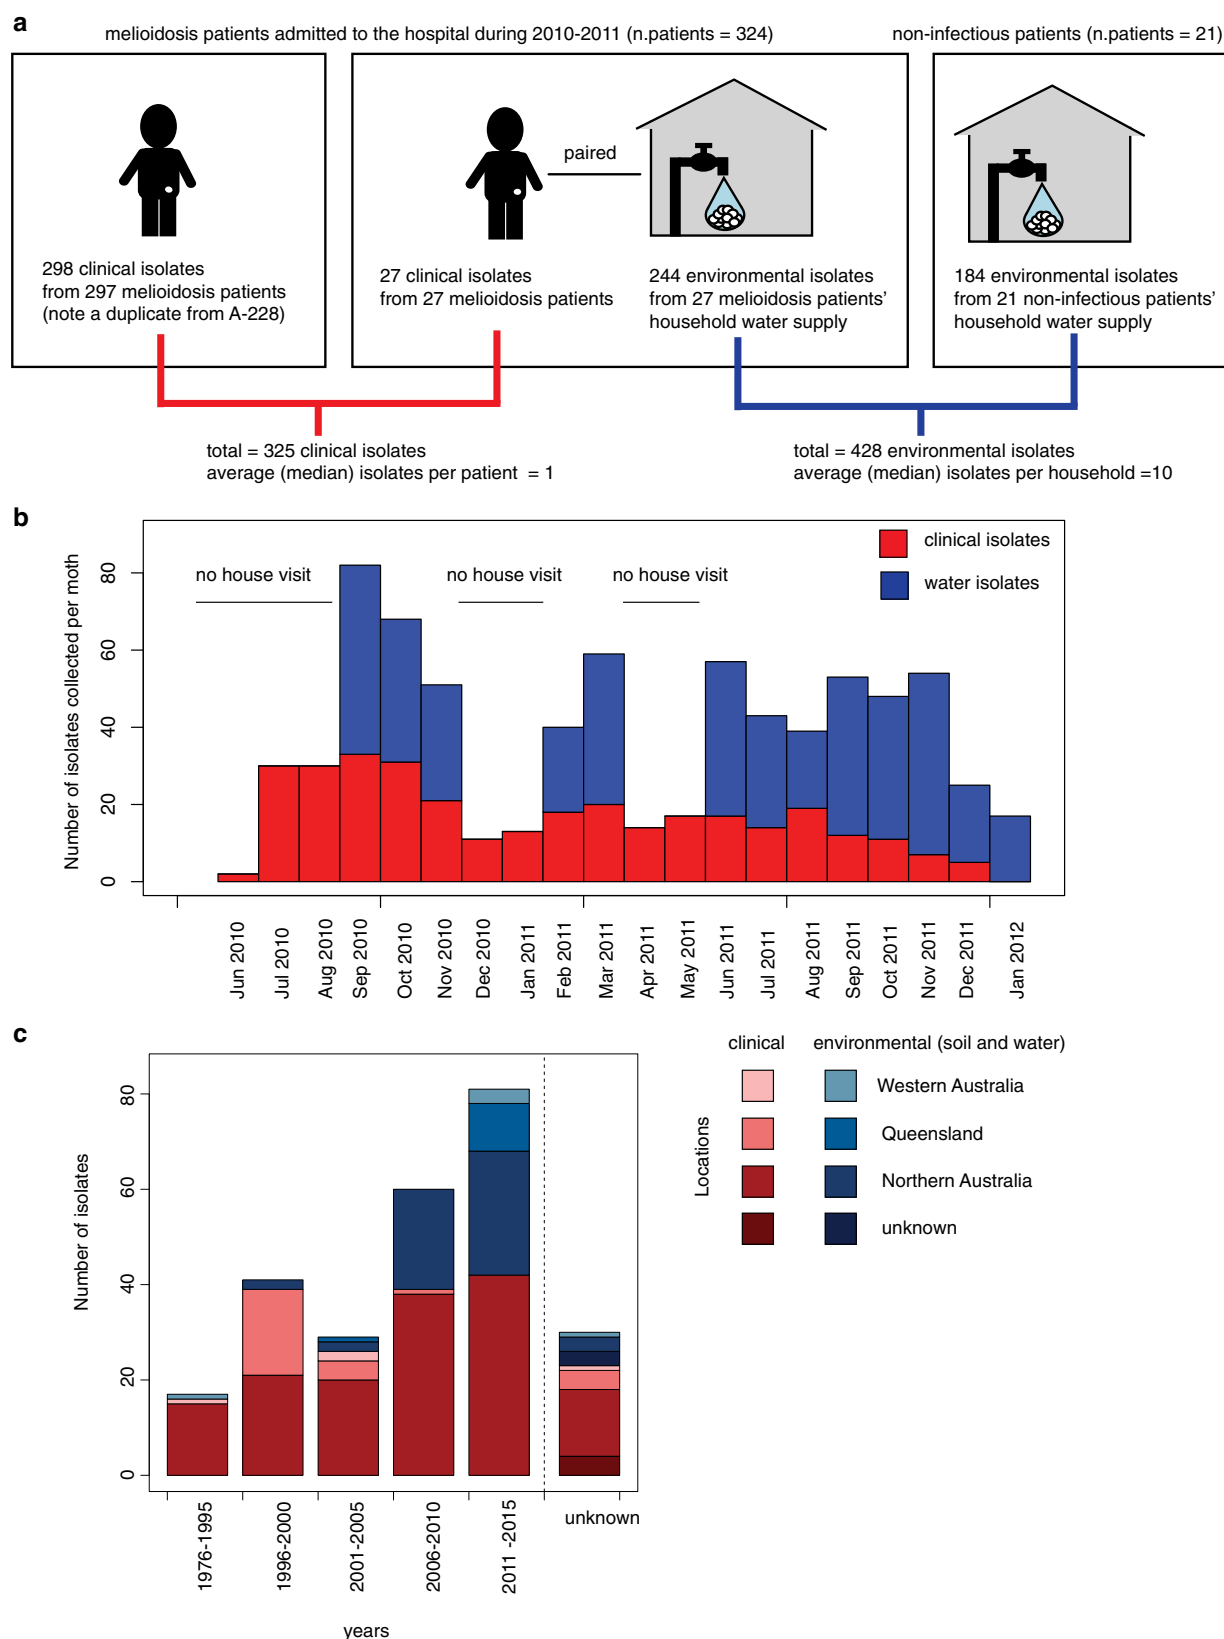 a
melioidosis patients admitted to the hospital during 2010-2011 (n.patients = 324)
non-infectious patients (n.patients = 21)
paired
298 clinical isolates
from 297 melioidosis patients
(note a duplicate from A-228)
27 clinical isolates
from 27 melioidosis patients
244 environmental isolates
from 27 melioidosis patients’
household water supply
184 environmental isolates
from 21 non-infectious patients’
household water supply
total = 325 clinical isolates
average (median) isolates per patient = 1
total = 428 environmental isolates
average (median) isolates per household =10
b
Number of isolates collected per moth
80
60
40
20
0
no house visit
no house visit
no house visit
clinical isolates
water isolates
Jun 2010
Jul 2010
Aug 2010
Sep 2010
Oct 2010
Nov 2010
Dec 2010
Jan 2011
Feb 2011
Mar 2011
Apr 2011
May 2011
Jun 2011
Jul 2011
Aug 2011
Sep 2011
Oct 2011
Nov 2011
Dec 2011
Jan 2012
c
Number of isolates
80
60
40
20
0
1976-1995
1996-2000
2001-2005
2006-2010
2011 -2015
unknown
years
clinical
environmental (soil and water)
Locations
Western Australia
Queensland
Northern Australia
unknown